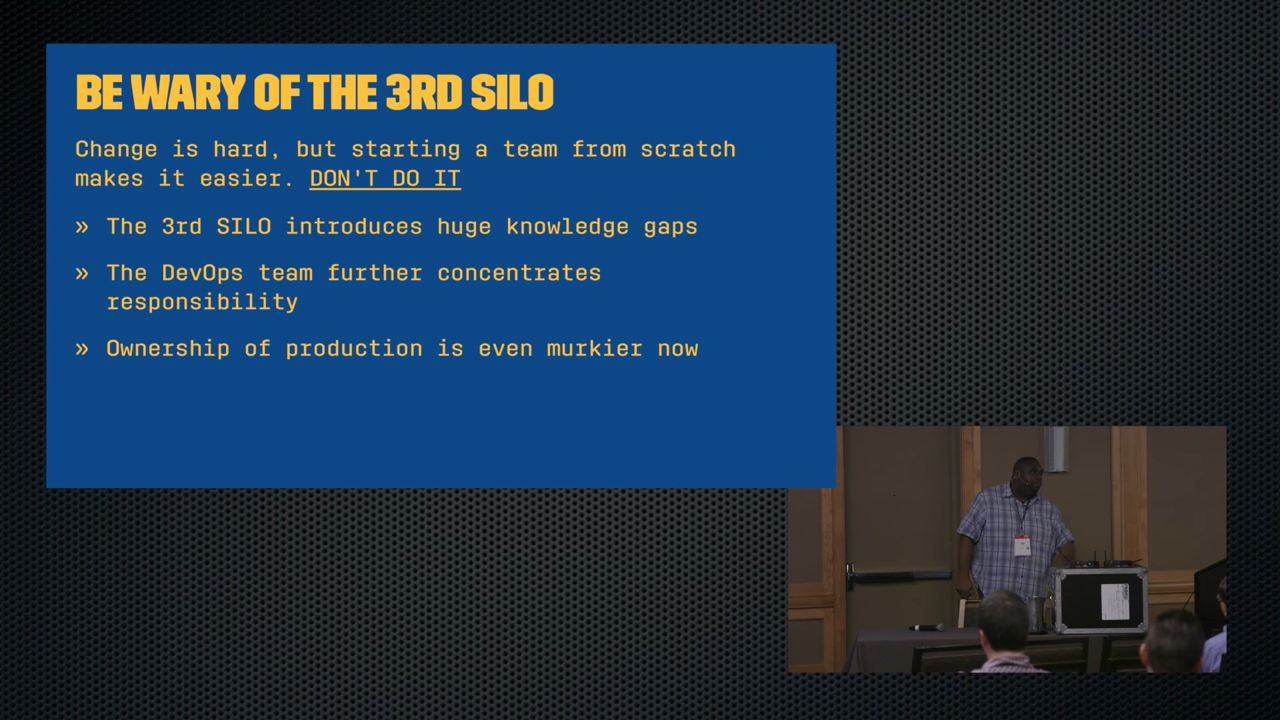 BE WARY OF THE 3RD SILO
Change is hard, but starting a team from scratch
makes it easier. DON'T DO IT
» The 3rd SILO introduces huge knowledge gaps
» The DevOps team further concentrates
responsibility
» Ownership of production is even murkier now